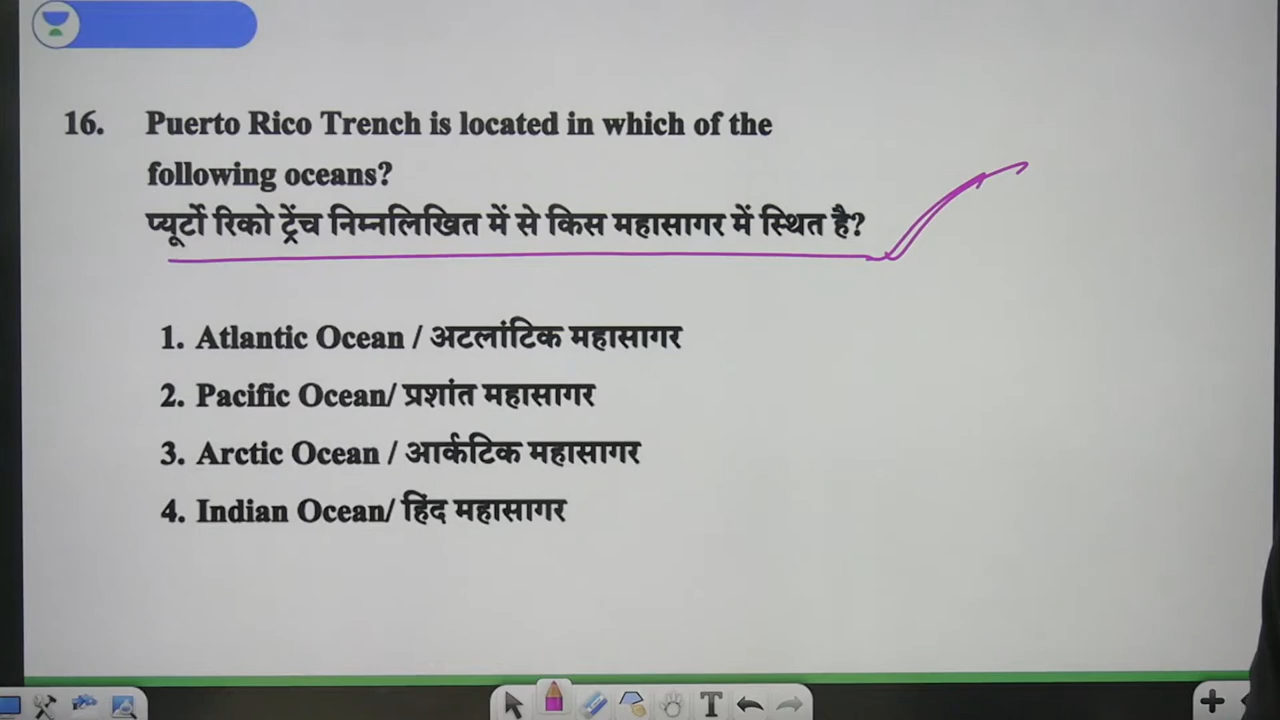 16. Puerto Rico Trench is located in which of the
following oceans?
प्यूर्टो रिको ट्रेंच निम्नलिखित में से किस महासागर में स्थित है?
1. Atlantic Ocean / अटलांटिक महासागर
2. Pacific Ocean/ प्रशांत महासागर
3. Arctic Ocean / आर्कटिक महासागर
4. Indian Ocean/ हिंद महासागर
T